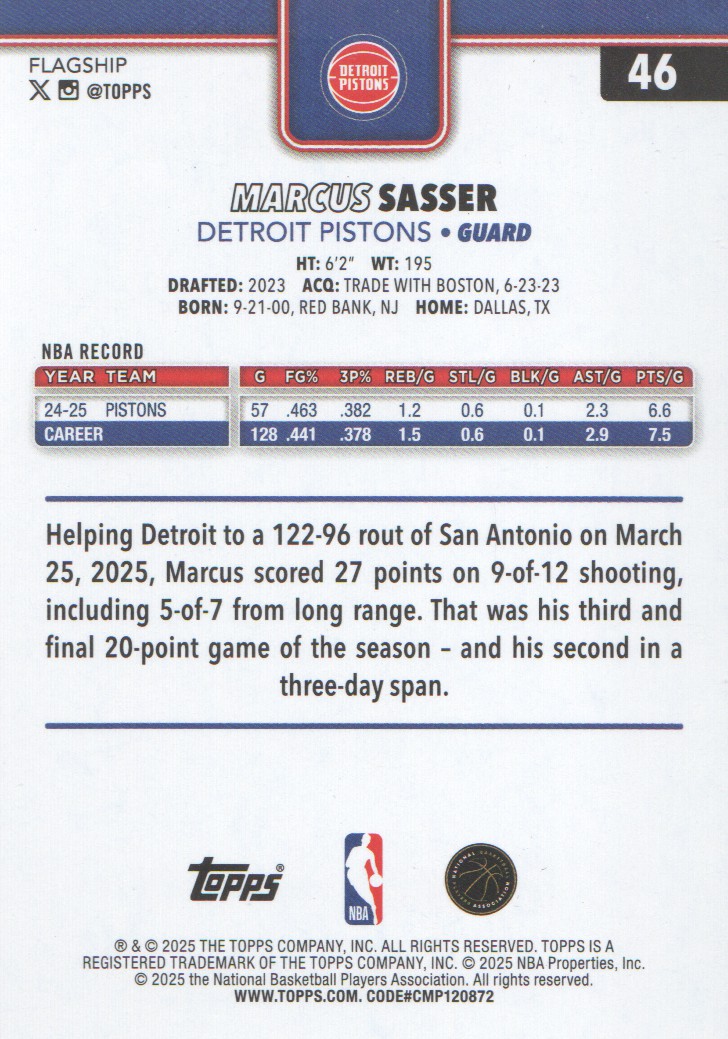 FLAGSHIP
@TOPPS
DETROIT
PISTONS
46
MARCUS SASSER
DETROIT PISTONS • GUARD
HT: 6'2" WT: 195
DRAFTED: 2023 ACQ: TRADE WITH BOSTON, 6-23-23
BORN: 9-21-00, RED BANK, NJ HOME: DALLAS, TX
NBA RECORD
YEAR TEAM G FG% 3P% REB/G STL/G BLK/G AST/G PTS/G
24-25 PISTONS 57 .463 .382 1.2 0.6 0.1 2.3 6.6
CAREER 128 .441 .378 1.5 0.6 0.1 2.9 7.5
Helping Detroit to a 122-96 rout of San Antonio on March
25, 2025, Marcus scored 27 points on 9-of-12 shooting,
including 5-of-7 from long range. That was his third and
final 20-point game of the season – and his second in a
three-day span.
topps®
NBA
NATIONAL BASKETBALL
PLAYERS ASSOCIATION
® & © 2025 THE TOPPS COMPANY, INC. ALL RIGHTS RESERVED. TOPPS IS A
REGISTERED TRADEMARK OF THE TOPPS COMPANY, INC. © 2025 NBA Properties, Inc.
© 2025 the National Basketball Players Association. All rights reserved.
WWW.TOPPS.COM. CODE#CMP120872